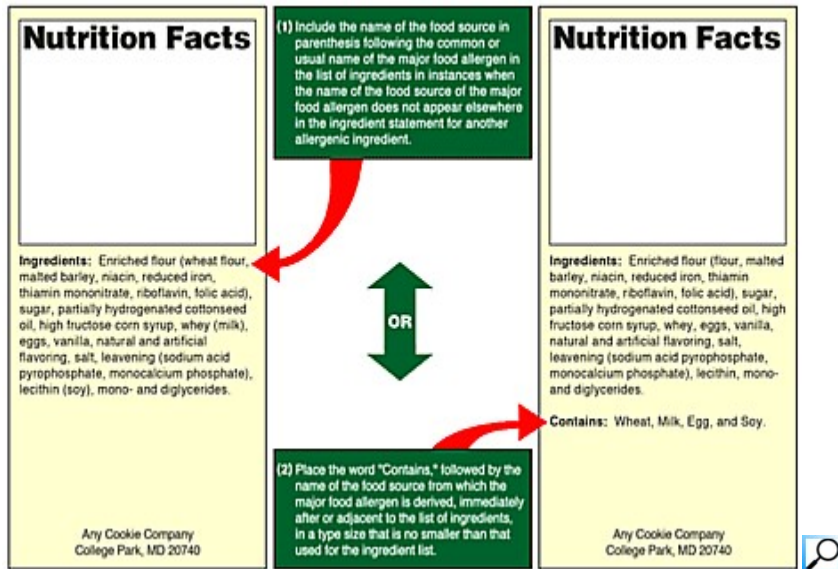 Nutrition Facts
Ingredients: Enriched flour (wheat flour,
malted barley, niacin, reduced iron,
thiamin mononitrate, riboflavin, folic acid),
sugar, partially hydrogenated cottonseed
oil, high fructose corn syrup, whey (milk),
eggs, vanilla, natural and artificial
flavoring, salt, leavening (sodium acid
pyrophosphate, monocalcium phosphate),
lecithin (soy), mono- and diglycerides.
Any Cookie Company
College Park, MD 20740
(1) Include the name of the food source in
parenthesis following the common or
usual name of the major food allergen in
the list of ingredients in instances when
the name of the food source of the major
food allergen does not appear elsewhere
in the ingredient statement for another
allergenic ingredient.
OR
(2) Place the word "Contains," followed by the
name of the food source from which the
major food allergen is derived, immediately
after or adjacent to the list of ingredients,
in a type size that is no smaller than that
used for the ingredient list.
Nutrition Facts
Ingredients: Enriched flour (flour, malted
barley, niacin, reduced iron, thiamin
mononitrate, riboflavin, folic acid), sugar,
partially hydrogenated cottonseed oil, high
fructose corn syrup, whey, eggs, vanilla,
natural and artificial flavoring, salt,
leavening (sodium acid pyrophosphate,
monocalcium phosphate), lecithin, mono-
and diglycerides.
Contains: Wheat, Milk, Egg, and Soy.
Any Cookie Company
College Park, MD 20740